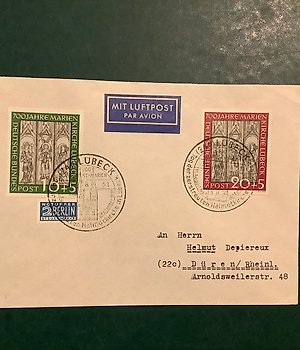 MIT LUFTPOST
PAR AVION
700 JAHRE MARIEN
KIRCHE LÜBECK
DEUTSCHE BUNDES
POST 10+5
700 JAHRE MARIEN
KIRCHE LÜBECK
DEUTSCHE BUNDES
POST 20+5
LÜBECK
NOTOPFER
2 BERLIN
STEUERMARKE
An Herrn
Helmut Depiereux
(22c) Düren/Rheinl.
Arnoldsweilerstr. 48